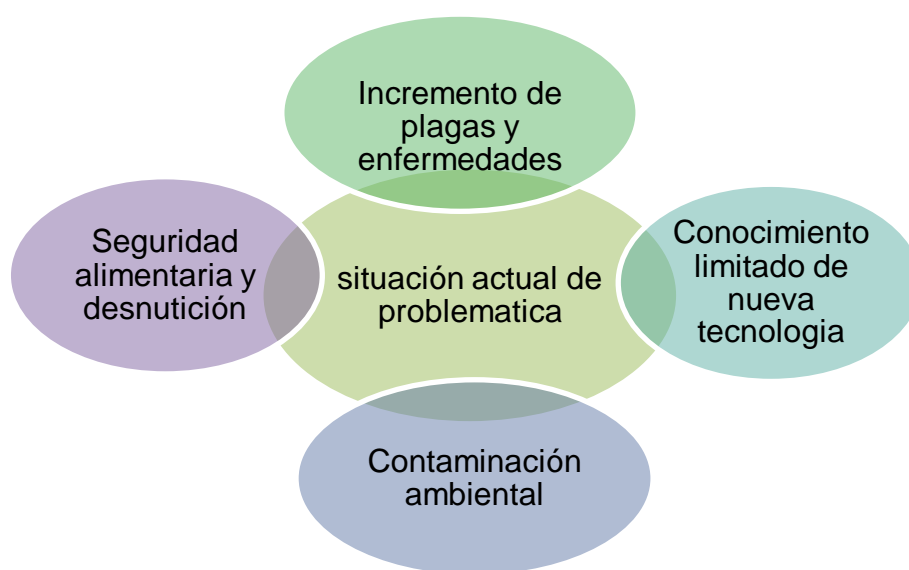 Incremento de
plagas y
enfermedades
Seguridad
alimentaria y
desnutición
situación actual de
problematica
Conocimiento
limitado de
nueva
tecnologia
Contaminación
ambiental